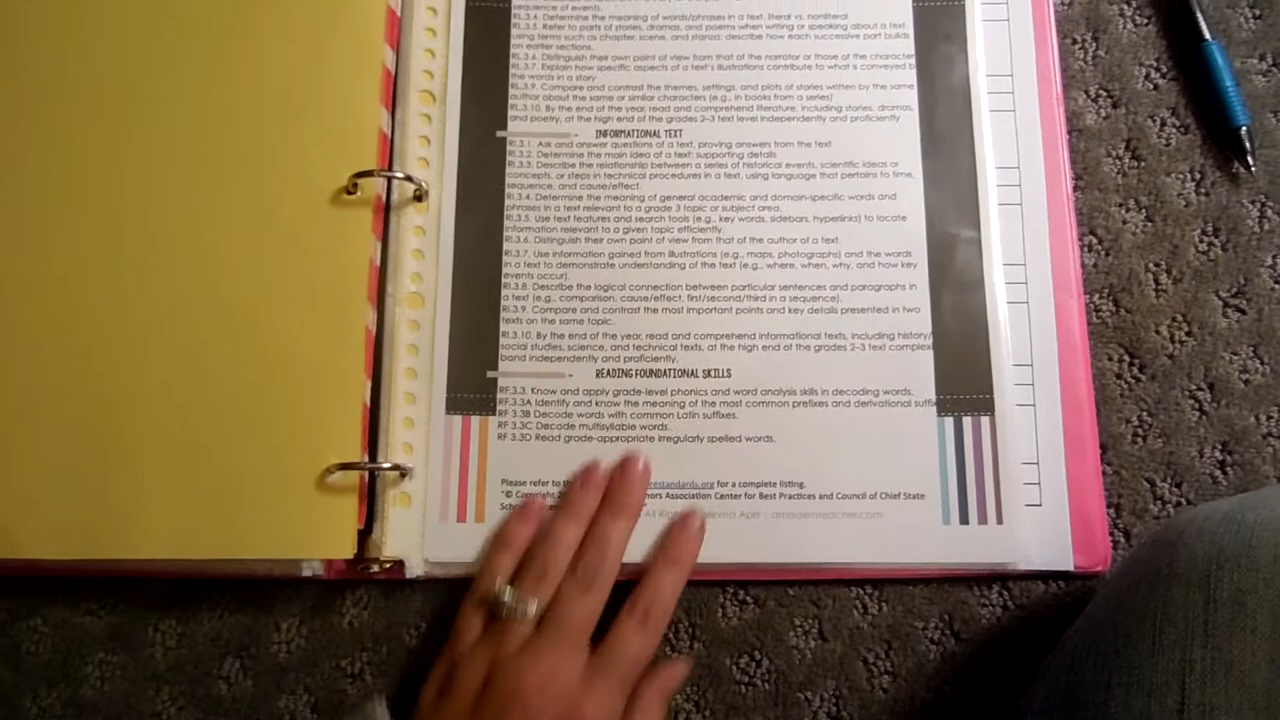 sequence of events.
RL.3.4. Determine the meaning of words/phrases in a text, literal vs. nonliteral
RL.3.5. Refer to parts of stories, dramas, and poems when writing or speaking about a text,
using terms such as chapter, scene, and stanza; describe how each successive part builds
on earlier sections.
RL.3.6. Distinguish their own point of view from that of the narrator or those of the character
RL.3.7. Explain how specific aspects of a text's illustrations contribute to what is conveyed b
the words in a story
RL.3.9. Compare and contrast the themes, settings, and plots of stories written by the same
author about the same or similar characters (e.g., in books from a series)
RL.3.10. By the end of the year, read and comprehend literature, including stories, dramas,
and poetry, at the high end of the grades 2–3 text level independently and proficiently
- INFORMATIONAL TEXT
RI.3.1. Ask and answer questions of a text, proving answers from the text
RI.3.2. Determine the main idea of a text; supporting details
RI.3.3. Describe the relationship between a series of historical events, scientific ideas or
concepts, or steps in technical procedures in a text, using language that pertains to time,
sequence, and cause/effect.
RI.3.4. Determine the meaning of general academic and domain-specific words and
phrases in a text relevant to a grade 3 topic or subject area.
RI.3.5. Use text features and search tools (e.g., key words, sidebars, hyperlinks) to locate
information relevant to a given topic efficiently.
RI.3.6. Distinguish their own point of view from that of the author of a text.
RI.3.7. Use information gained from illustrations (e.g., maps, photographs) and the words
in a text to demonstrate understanding of the text (e.g., where, when, why, and how key
events occur).
RI.3.8. Describe the logical connection between particular sentences and paragraphs in
a text (e.g., comparison, cause/effect, first/second/third in a sequence).
RI.3.9. Compare and contrast the most important points and key details presented in two
texts on the same topic.
RI.3.10. By the end of the year, read and comprehend informational texts, including history/
social studies, science, and technical texts, at the high end of the grades 2–3 text complexi
band independently and proficiently.
- READING FOUNDATIONAL SKILLS
RF.3.3. Know and apply grade-level phonics and word analysis skills in decoding words.
RF.3.3A Identify and know the meaning of the most common prefixes and derivational suffix
RF 3.3B Decode words with common Latin suffixes.
RF 3.3C Decode multisyllable words.
RF 3.3D Read grade-appropriate irregularly spelled words.
Please refer to th restandards.org for a complete listing.
"© Copyright nors Association Center for Best Practices and Council of Chief State
All Rights Reserved April - amodernteacher.com